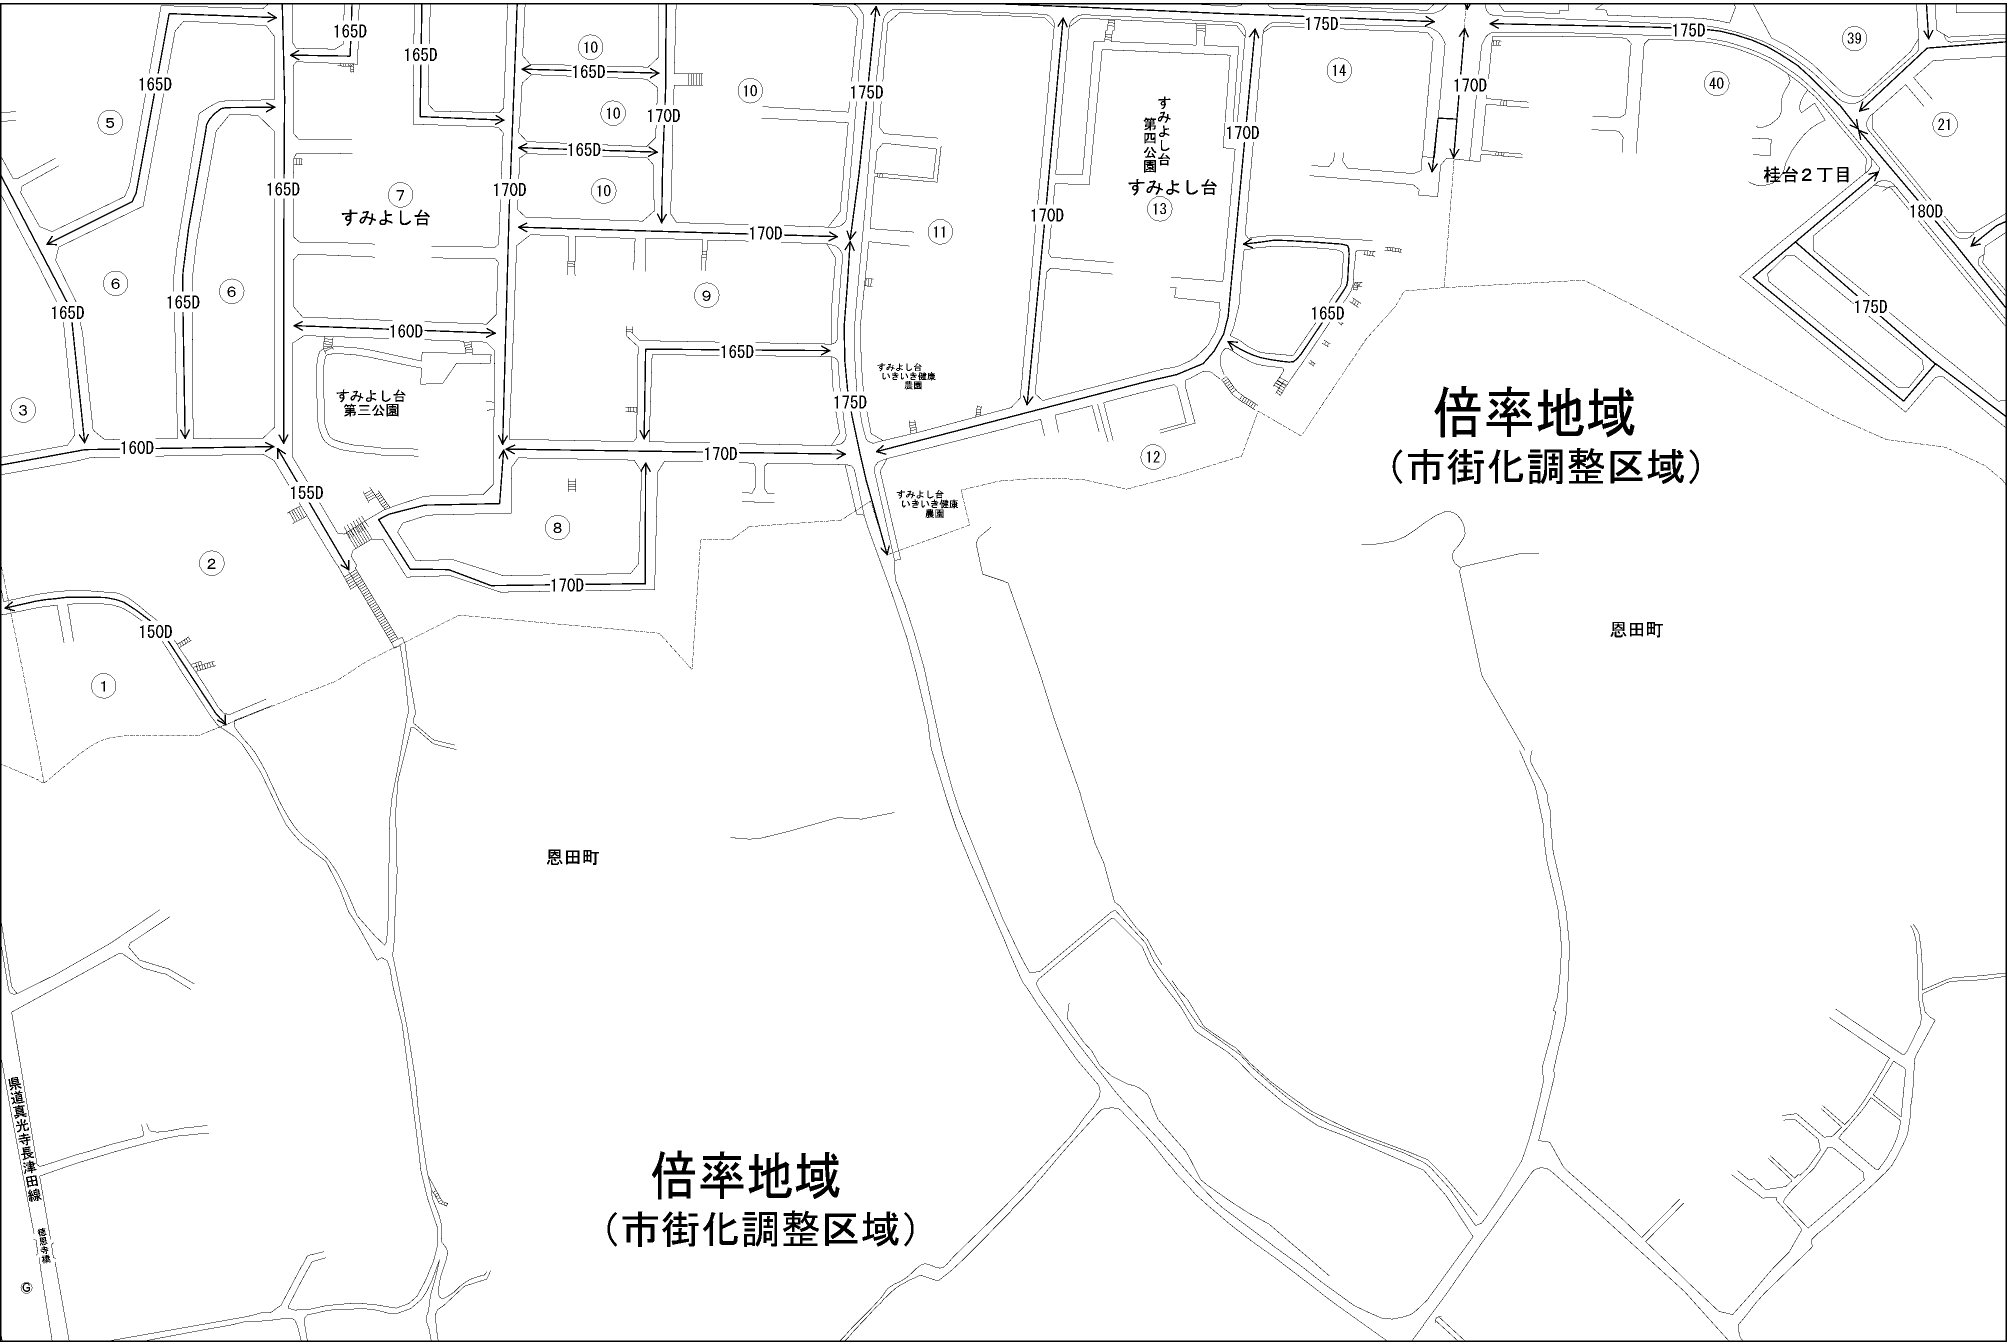 165D
165D
165D
10
165D
10
175D
175D
14
170D
175D
40
39
165D
5
10
170D
165D
10
すみよし台
第四公園
170D
21
165D
7
すみよし台
170D
すみよし台
13
桂台2丁目
170D
11
170D
180D
6
6
165D
165D
9
165D
175D
160D
165D
すみよし台
いきいき健康
農園
すみよし台
第三公園
3
175D
倍率地域
(市街化調整区域)
160D
170D
12
155D
すみよし台
いきいき健康
農園
8
2
170D
150D
恩田町
1
恩田町
県道真光寺長津田線
倍率地域
(市街化調整区域)
G